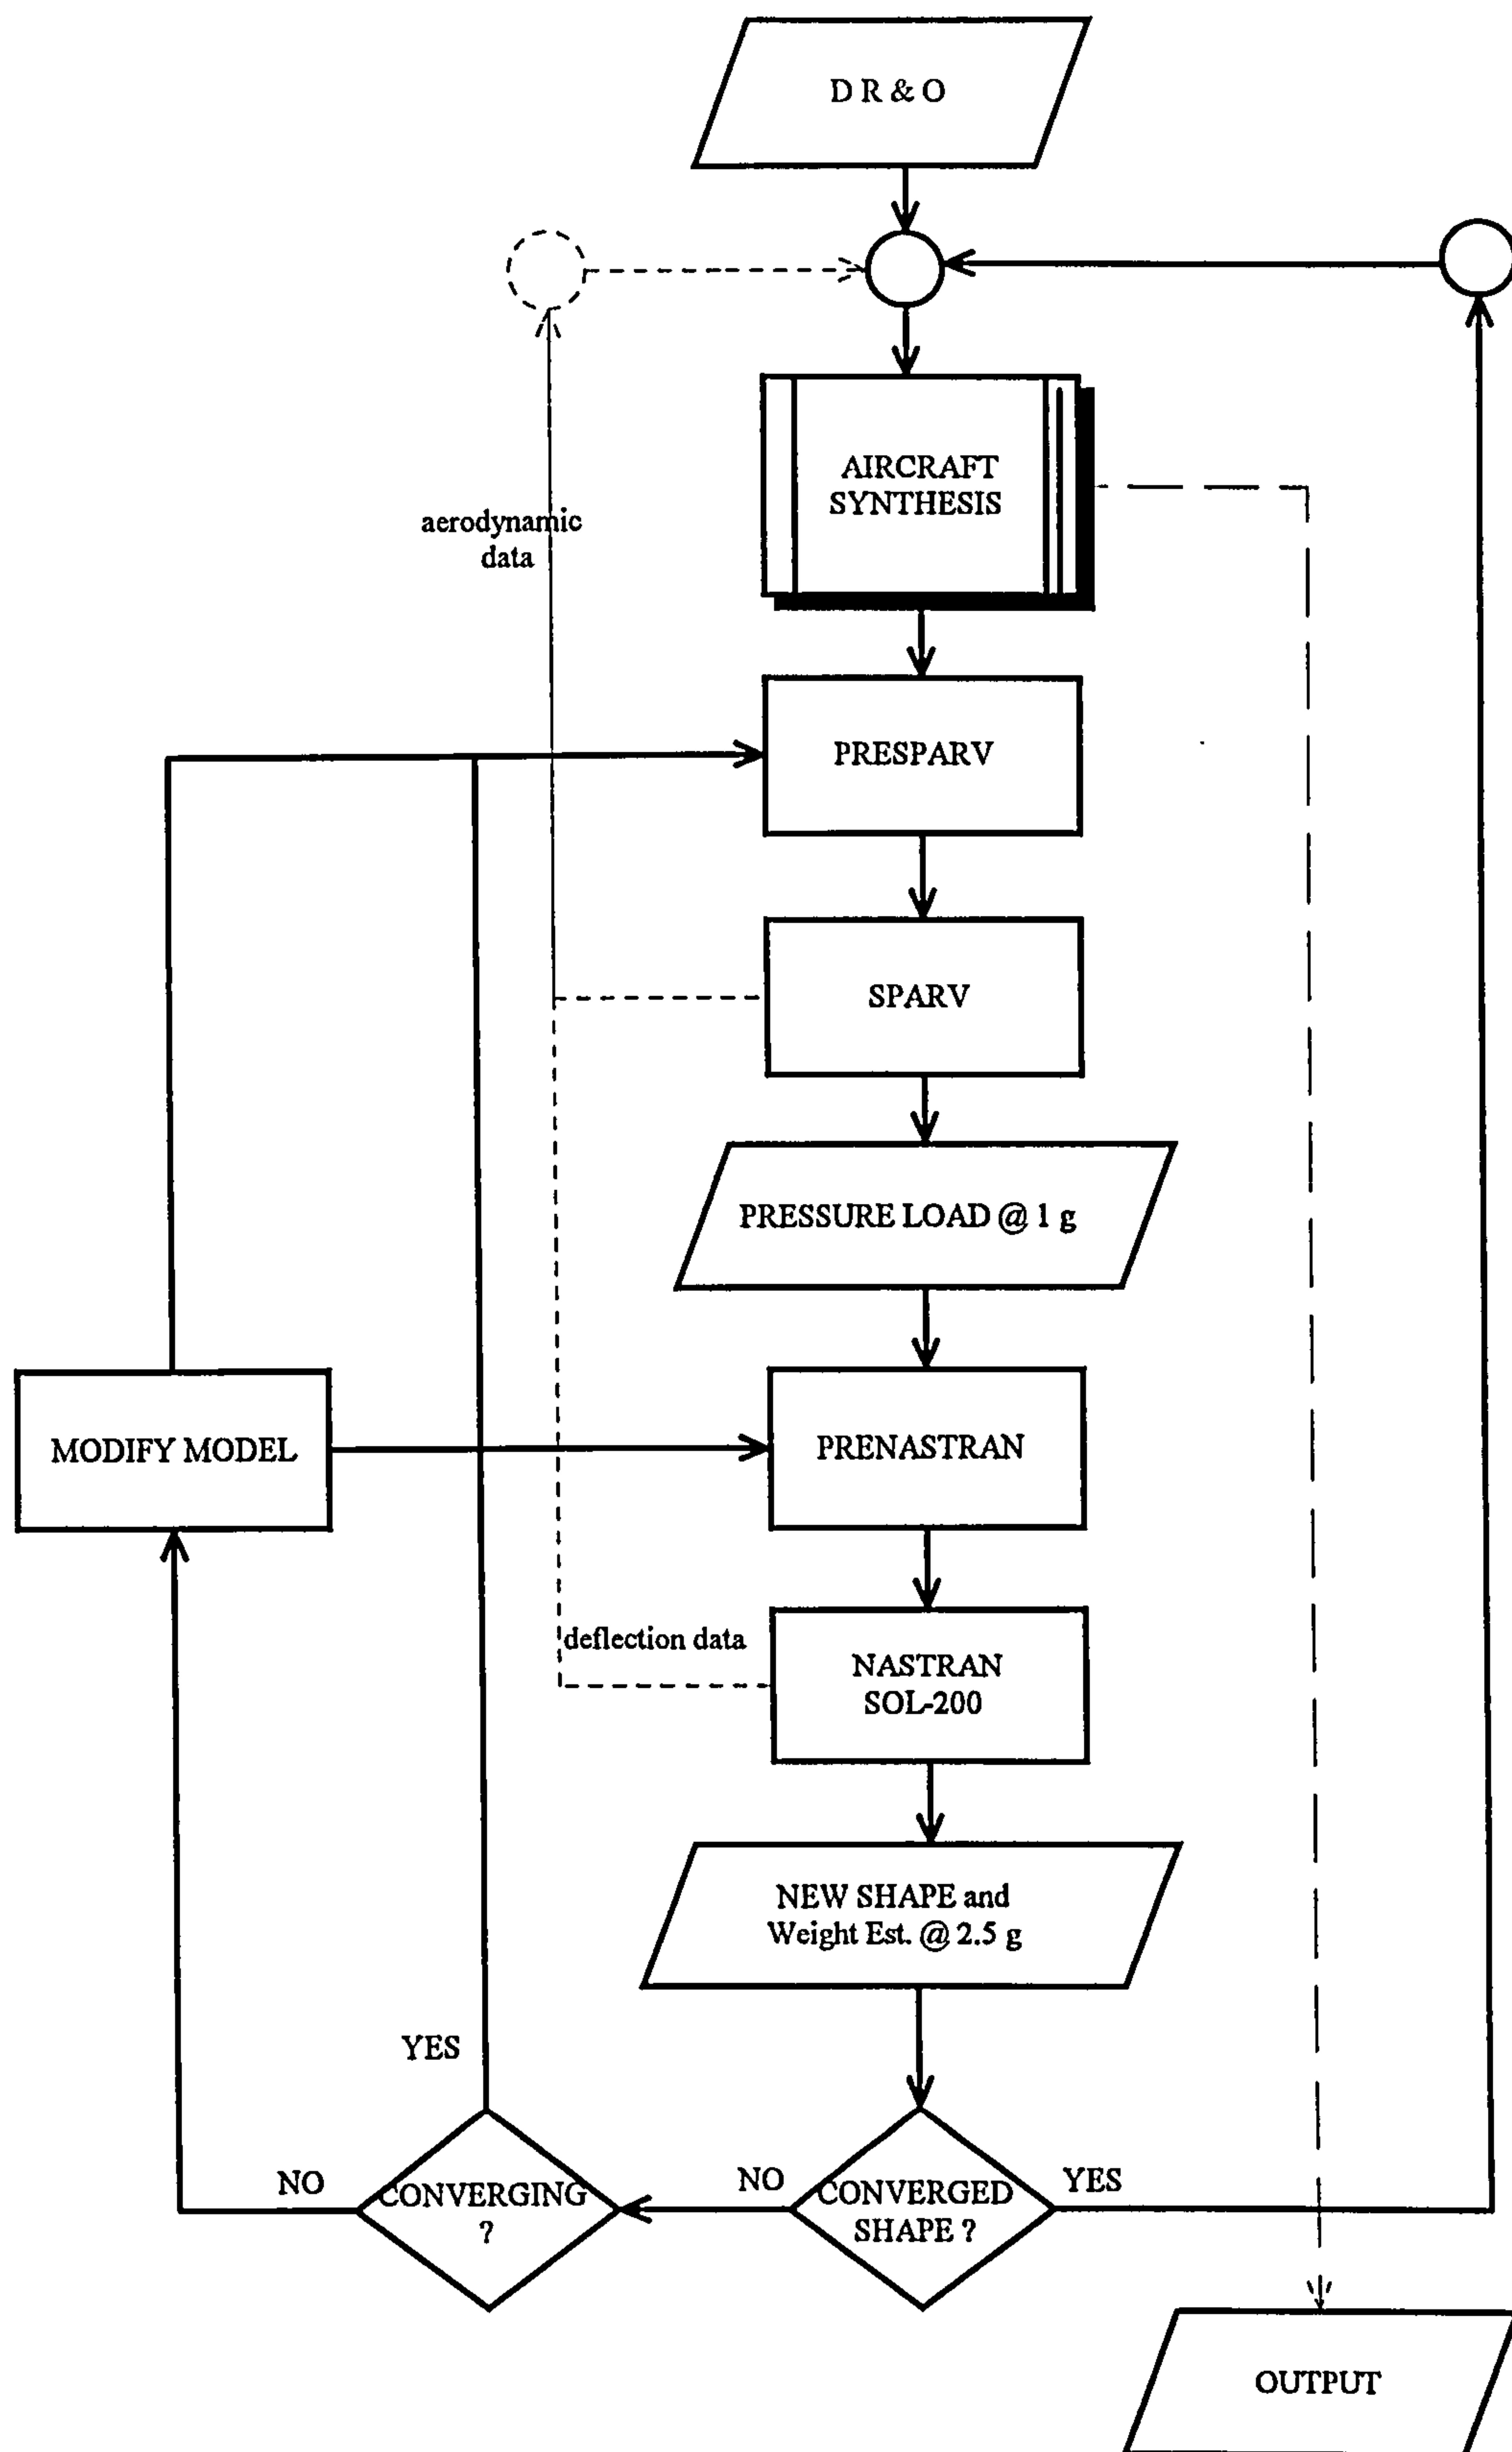 D R & O
AIRCRAFT
SYNTHESIS
aerodynamic
data
PRESPARV
SPARV
PRESSURE LOAD @ 1 g
MODIFY MODEL
PRENASTRAN
deflection data
NASTRAN
SOL-200
NEW SHAPE and
Weight Est. @ 2.5 g
YES
NO
CONVERGING
?
NO
CONVERGED
SHAPE ?
YES
OUTPUT